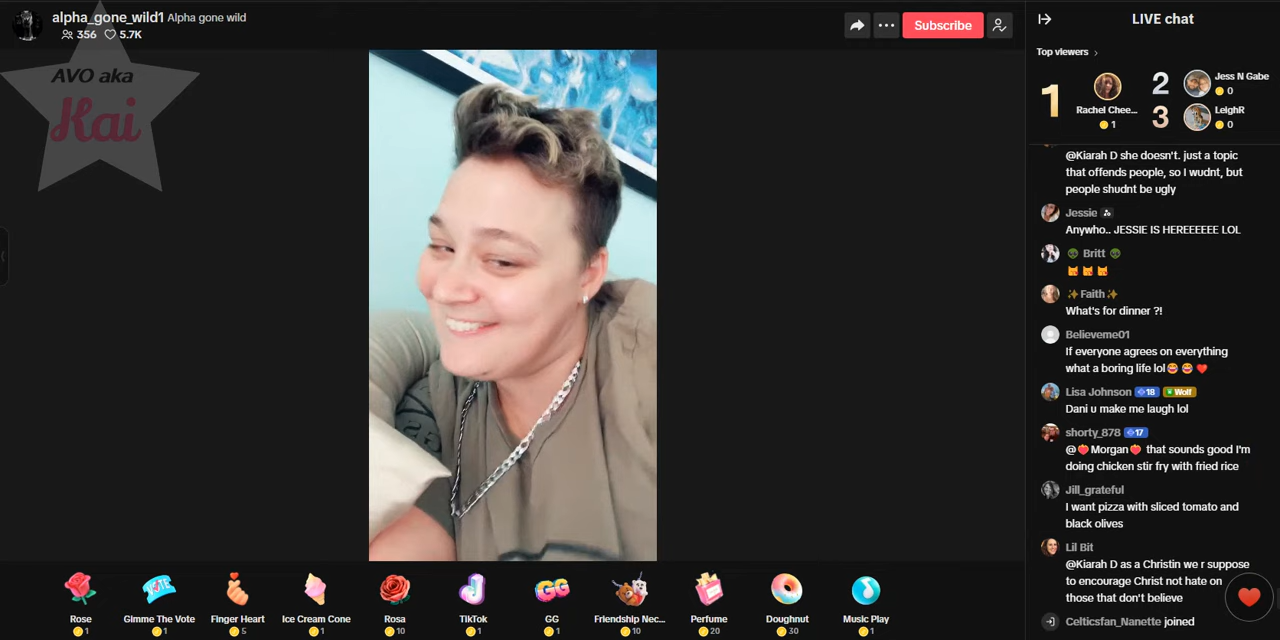 alpha_gone_wild1 Alpha gone wild
356 5.7K
Subscribe
AVO aka
Kai
LIVE chat
Top viewers
1
Rachel Chee...
1
2
Jess N Gabe
0
3
LeighR
0
@Kiarah D she doesn't. just a topic
that offends people, so I wudnt, but
people shudnt be ugly
Jessie
Anywho.. JESSIE IS HEREEEEEE LOL
👽 Britt 👽
😼 😼 😼
✨Faith✨
What's for dinner ?!
Believeme01
If everyone agrees on everything
what a boring life lol😂 😂 ❤️
Lisa Johnson 18 Wolf
Dani u make me laugh lol
shorty_878 17
@🍅Morgan🍅 that sounds good I'm
doing chicken stir fry with fried rice
Jill_grateful
I want pizza with sliced tomato and
black olives
Lil Bit
@Kiarah D as a Christin we r suppose
to encourage Christ not hate on
those that don't believe
Celticsfan_Nanette joined
VOTE
GG
Rose
1
GImme The Vote
1
FInger Heart
5
Ice Cream Cone
1
Rosa
10
TikTok
1
GG
1
Friendship Nec...
10
Perfume
20
Doughnut
30
Music Play
1